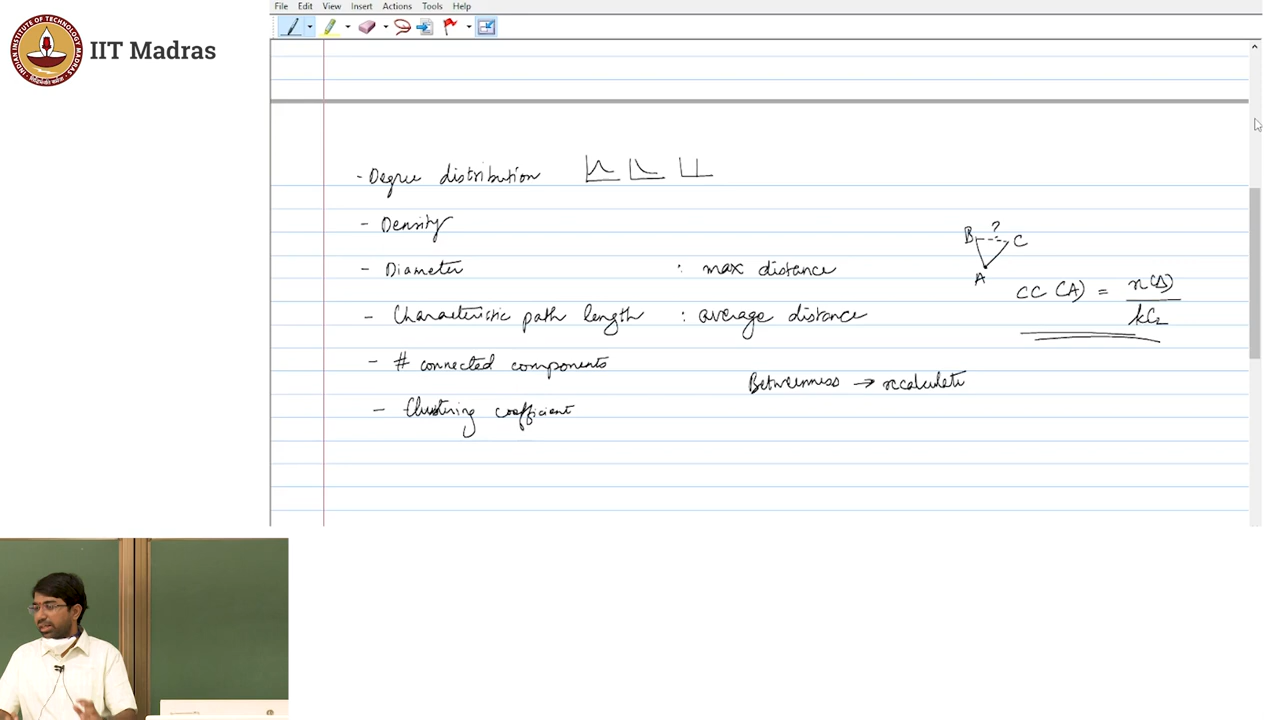 IIT Madras
File Edit View Insert Actions Tools Help
- Degree distribution
- Density
- Diameter : max distance
- Characteristic path length : average distance
- # connected components
- Clustering coefficient
B ? C
A
CC (A) = n(Δ)
kC2
Betweenness → recalculate